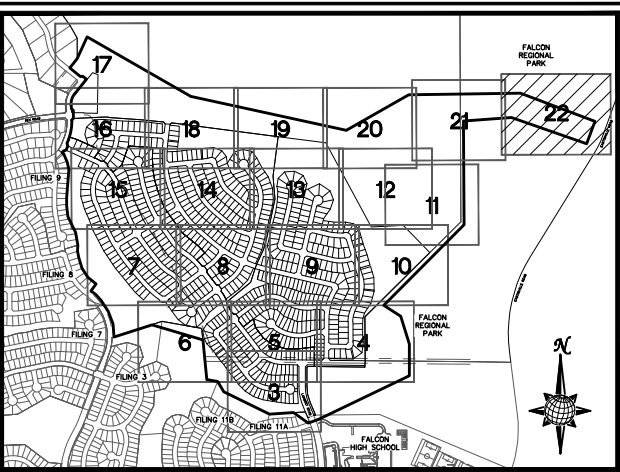 FALCON
REGIONAL
PARK
17
22
16
18
19
20
21
FILING 9
15
14
13
12
11
7
8
9
10
FILING 8
FALCON
REGIONAL
PARK
FILING 7
6
5
4
N
FILING 3
3
FILING 11B
FILING 11A
FALCON
HIGH SCHOOL